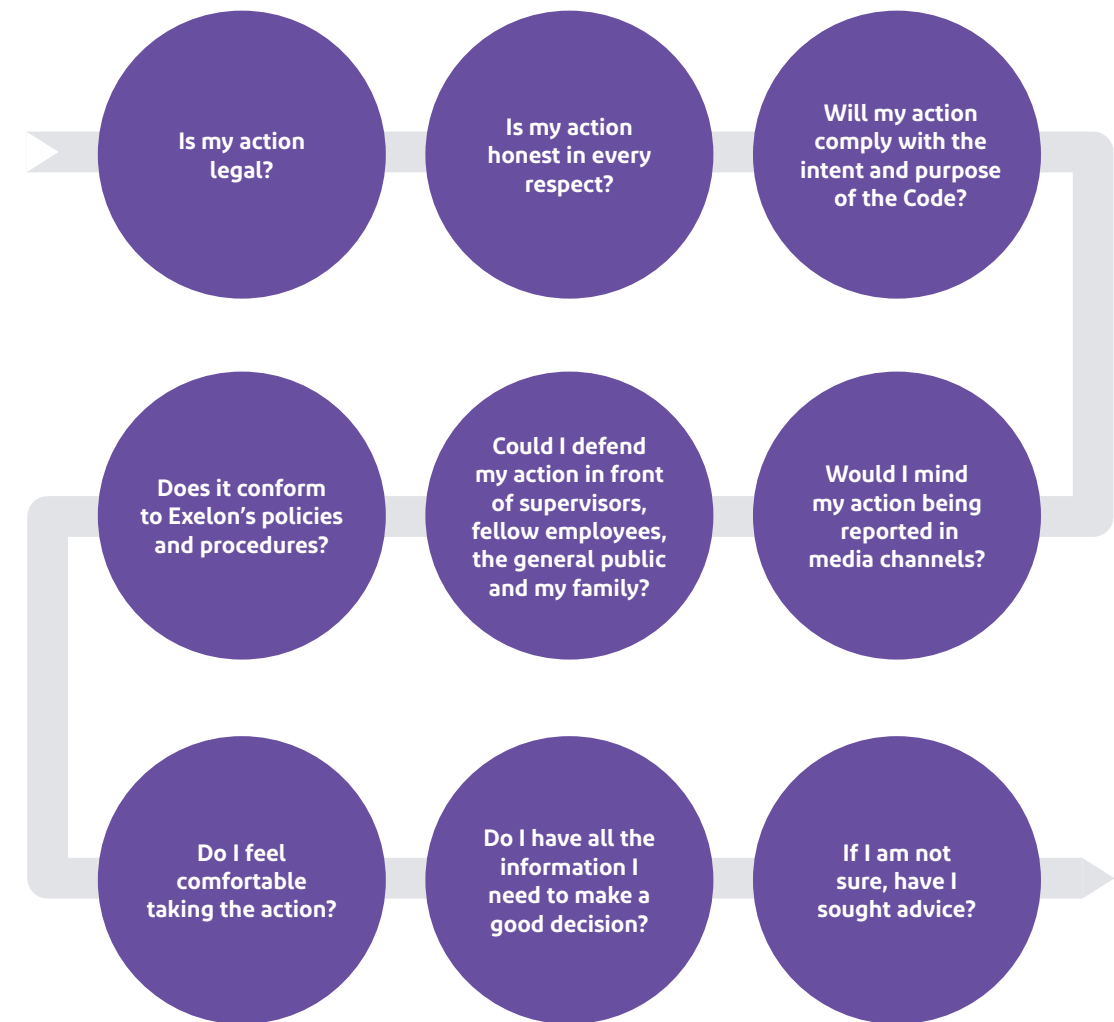 Is my action
legal?
Is my action
honest in every
respect?
Will my action
comply with the
intent and purpose
of the Code?
Would I mind
my action being
reported in
media channels?
Could I defend
my action in front
of supervisors,
fellow employees,
the general public
and my family?
Does it conform
to Exelon’s policies
and procedures?
Do I feel
comfortable
taking the action?
Do I have all the
information I
need to make a
good decision?
If I am not
sure, have I
sought advice?